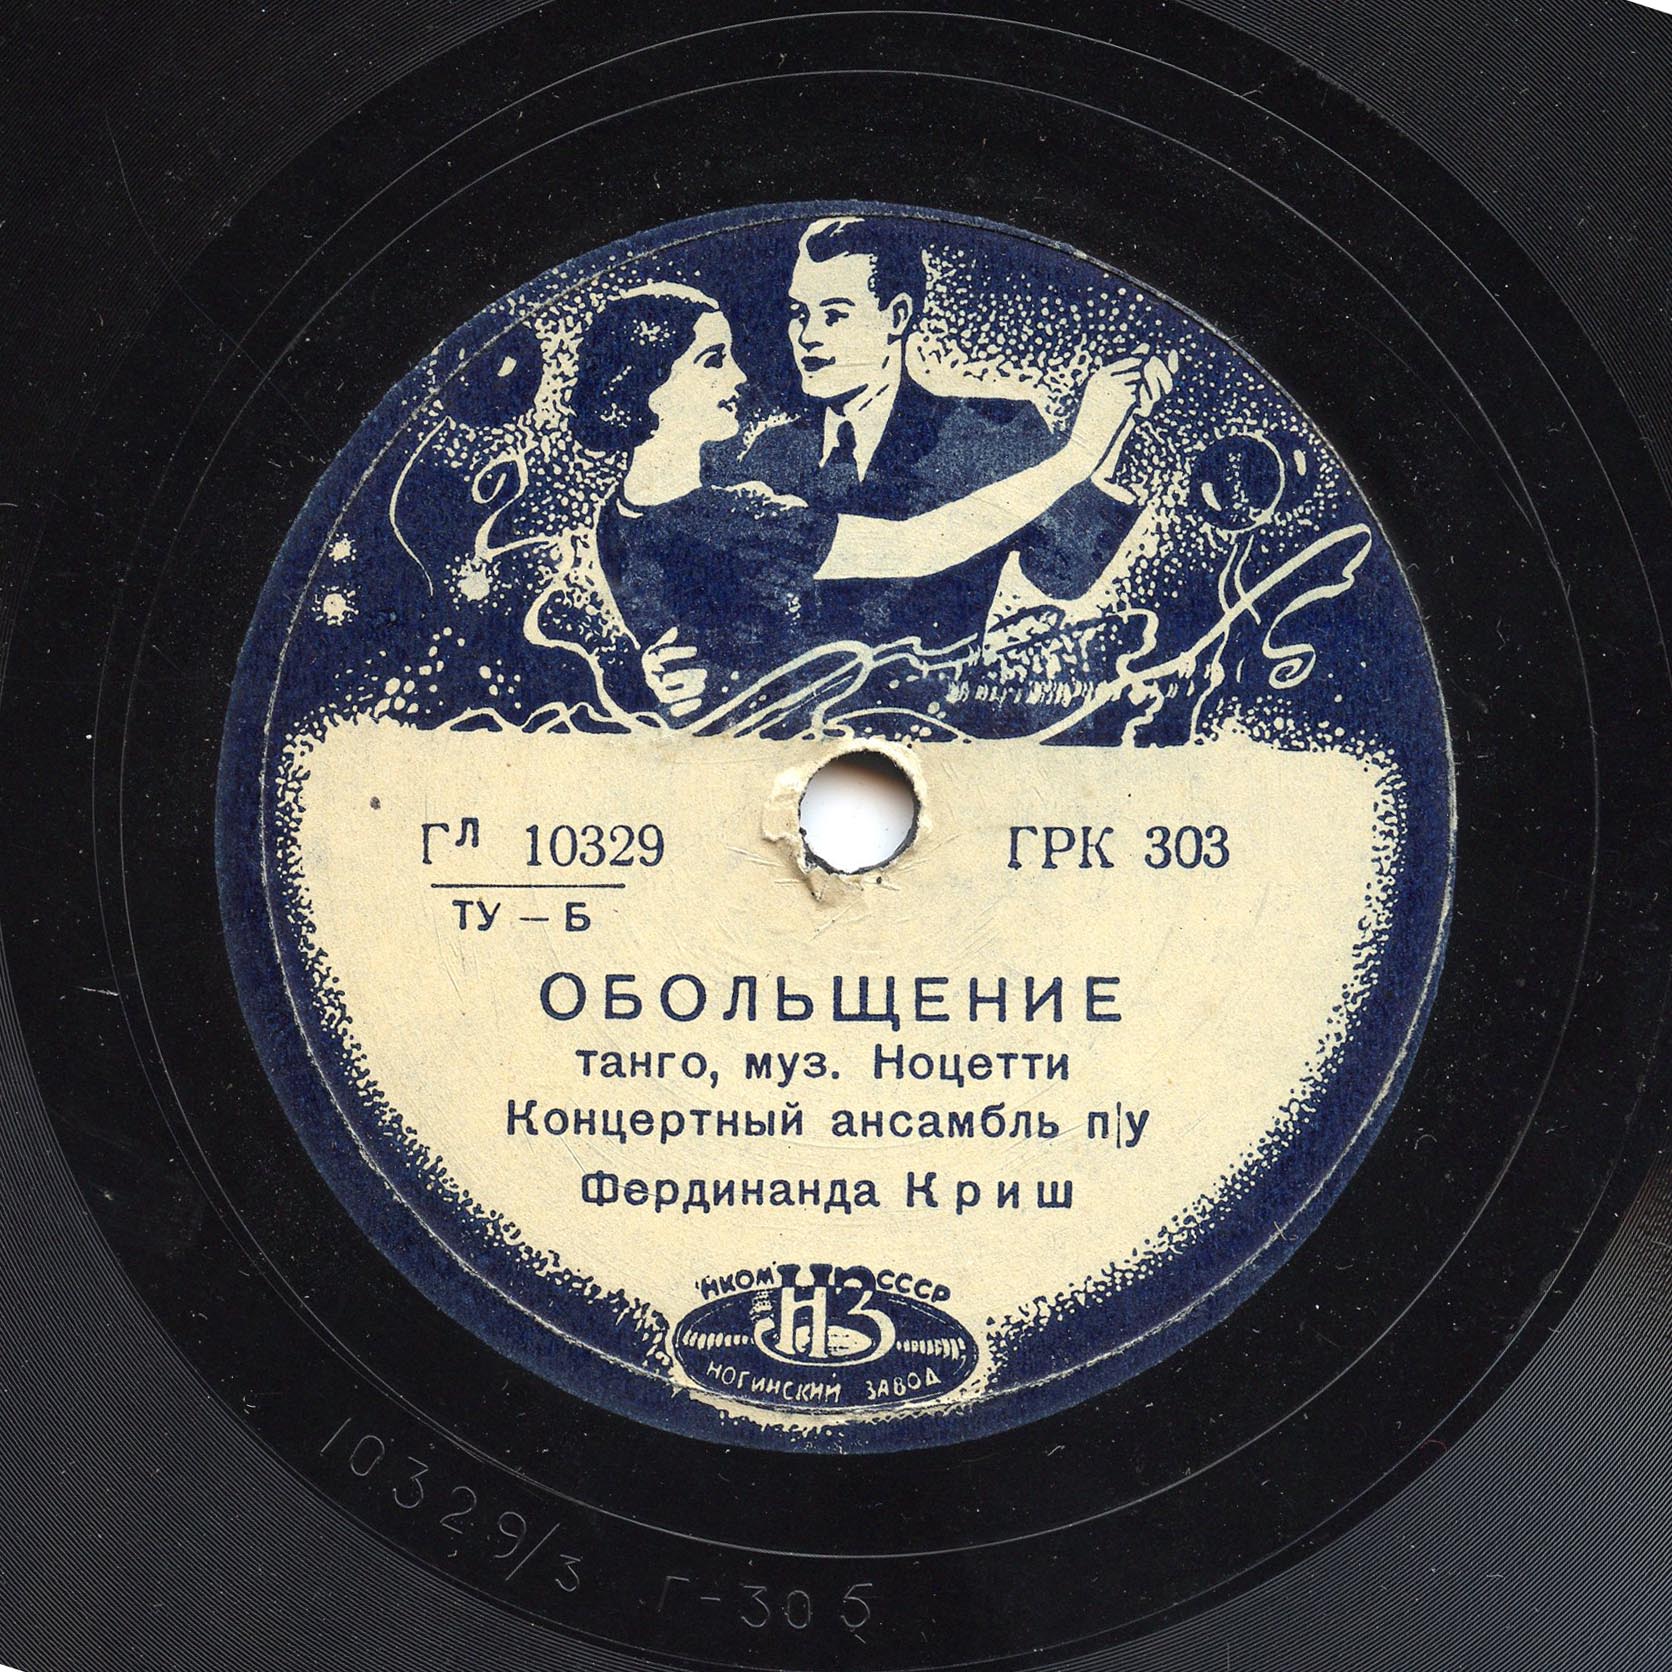 Гл 10329 ГРК 303
ТУ – Б
ОБОЛЬЩЕНИЕ
танго, муз. Ноцетти
Концертный ансамбль п|у
Фердинанда Криш
НКОМ НЗ СССР
НОГИНСКИЙ ЗАВОД
10329/3 Г-305